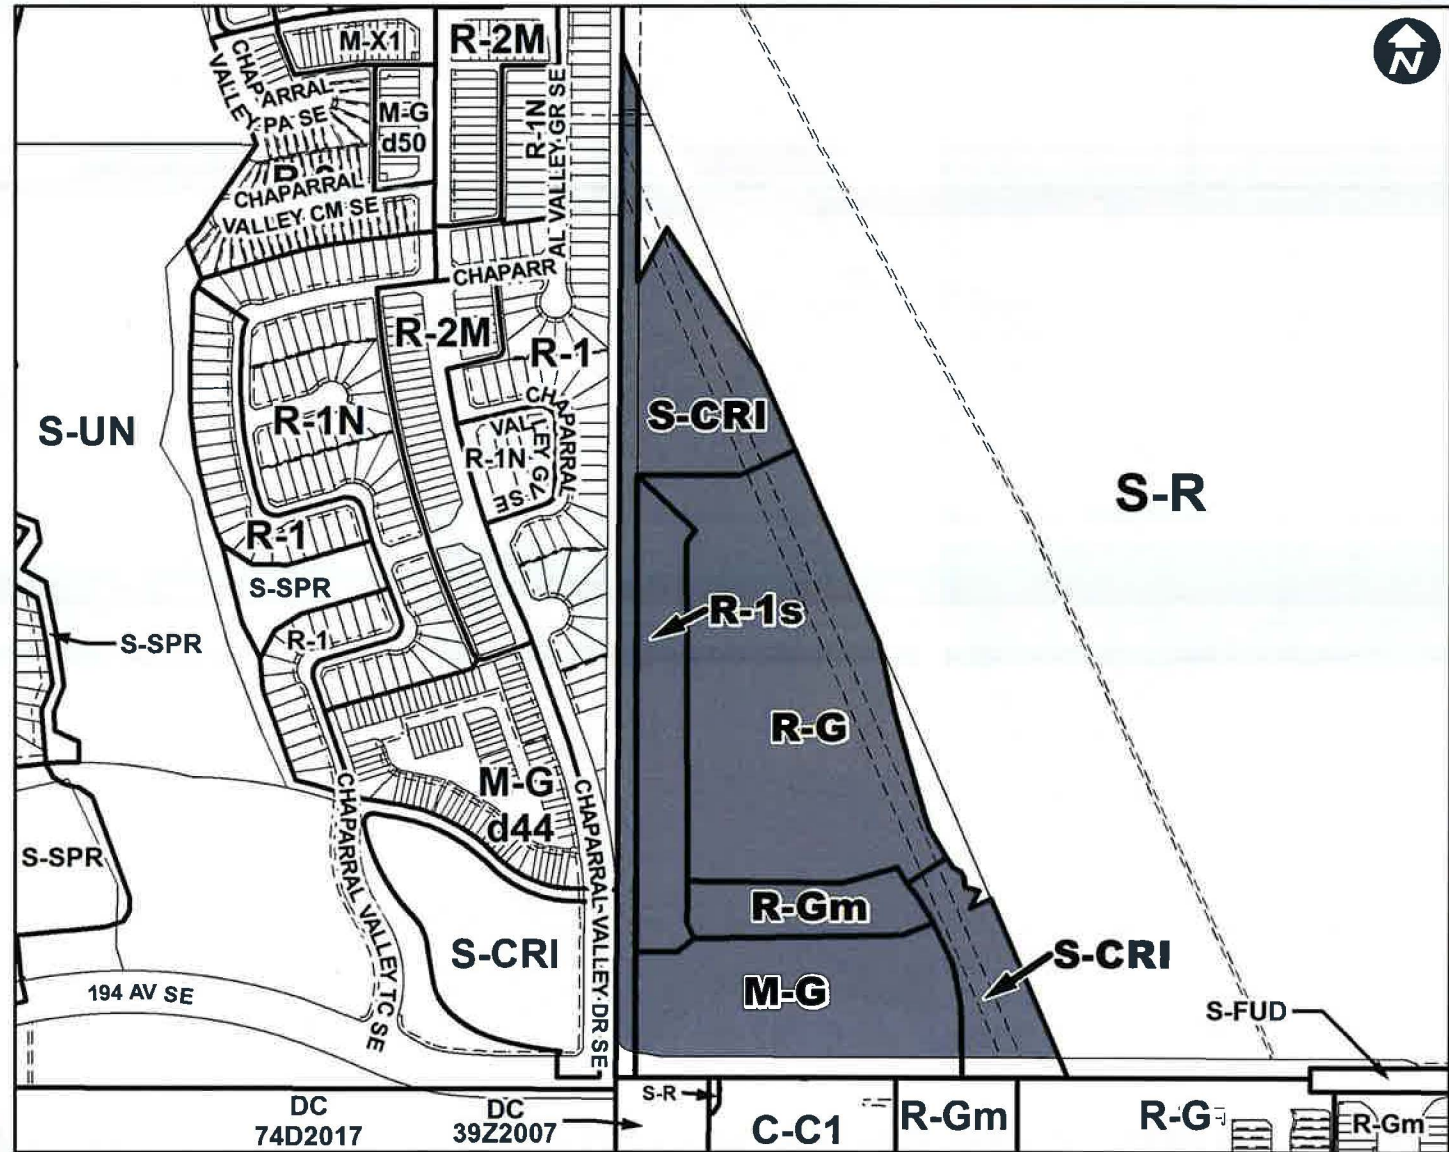 N
M-X1
R-2M
CHAPARRAL
VALLEY PA SE
M-G
d50
R-1N
AL VALLEY GR SE
CHAPARRAL
VALLEY CM SE
CHAPARR
R-2M
R-1
S-UN
R-1N
CHAPARRAL
VALLEY GV SE
R-1N
S-CRI
S-R
R-1
S-SPR
R-1
S-SPR
R-1s
R-G
M-G
d44
CHAPARRAL VALLEY DR SE
CHAPARRAL VALLEY TC SE
S-SPR
R-Gm
S-CRI
S-CRI
M-G
194 AV SE
S-FUD
S-R
DC
74D2017
DC
39Z2007
C-C1
R-Gm
R-G
R-Gm